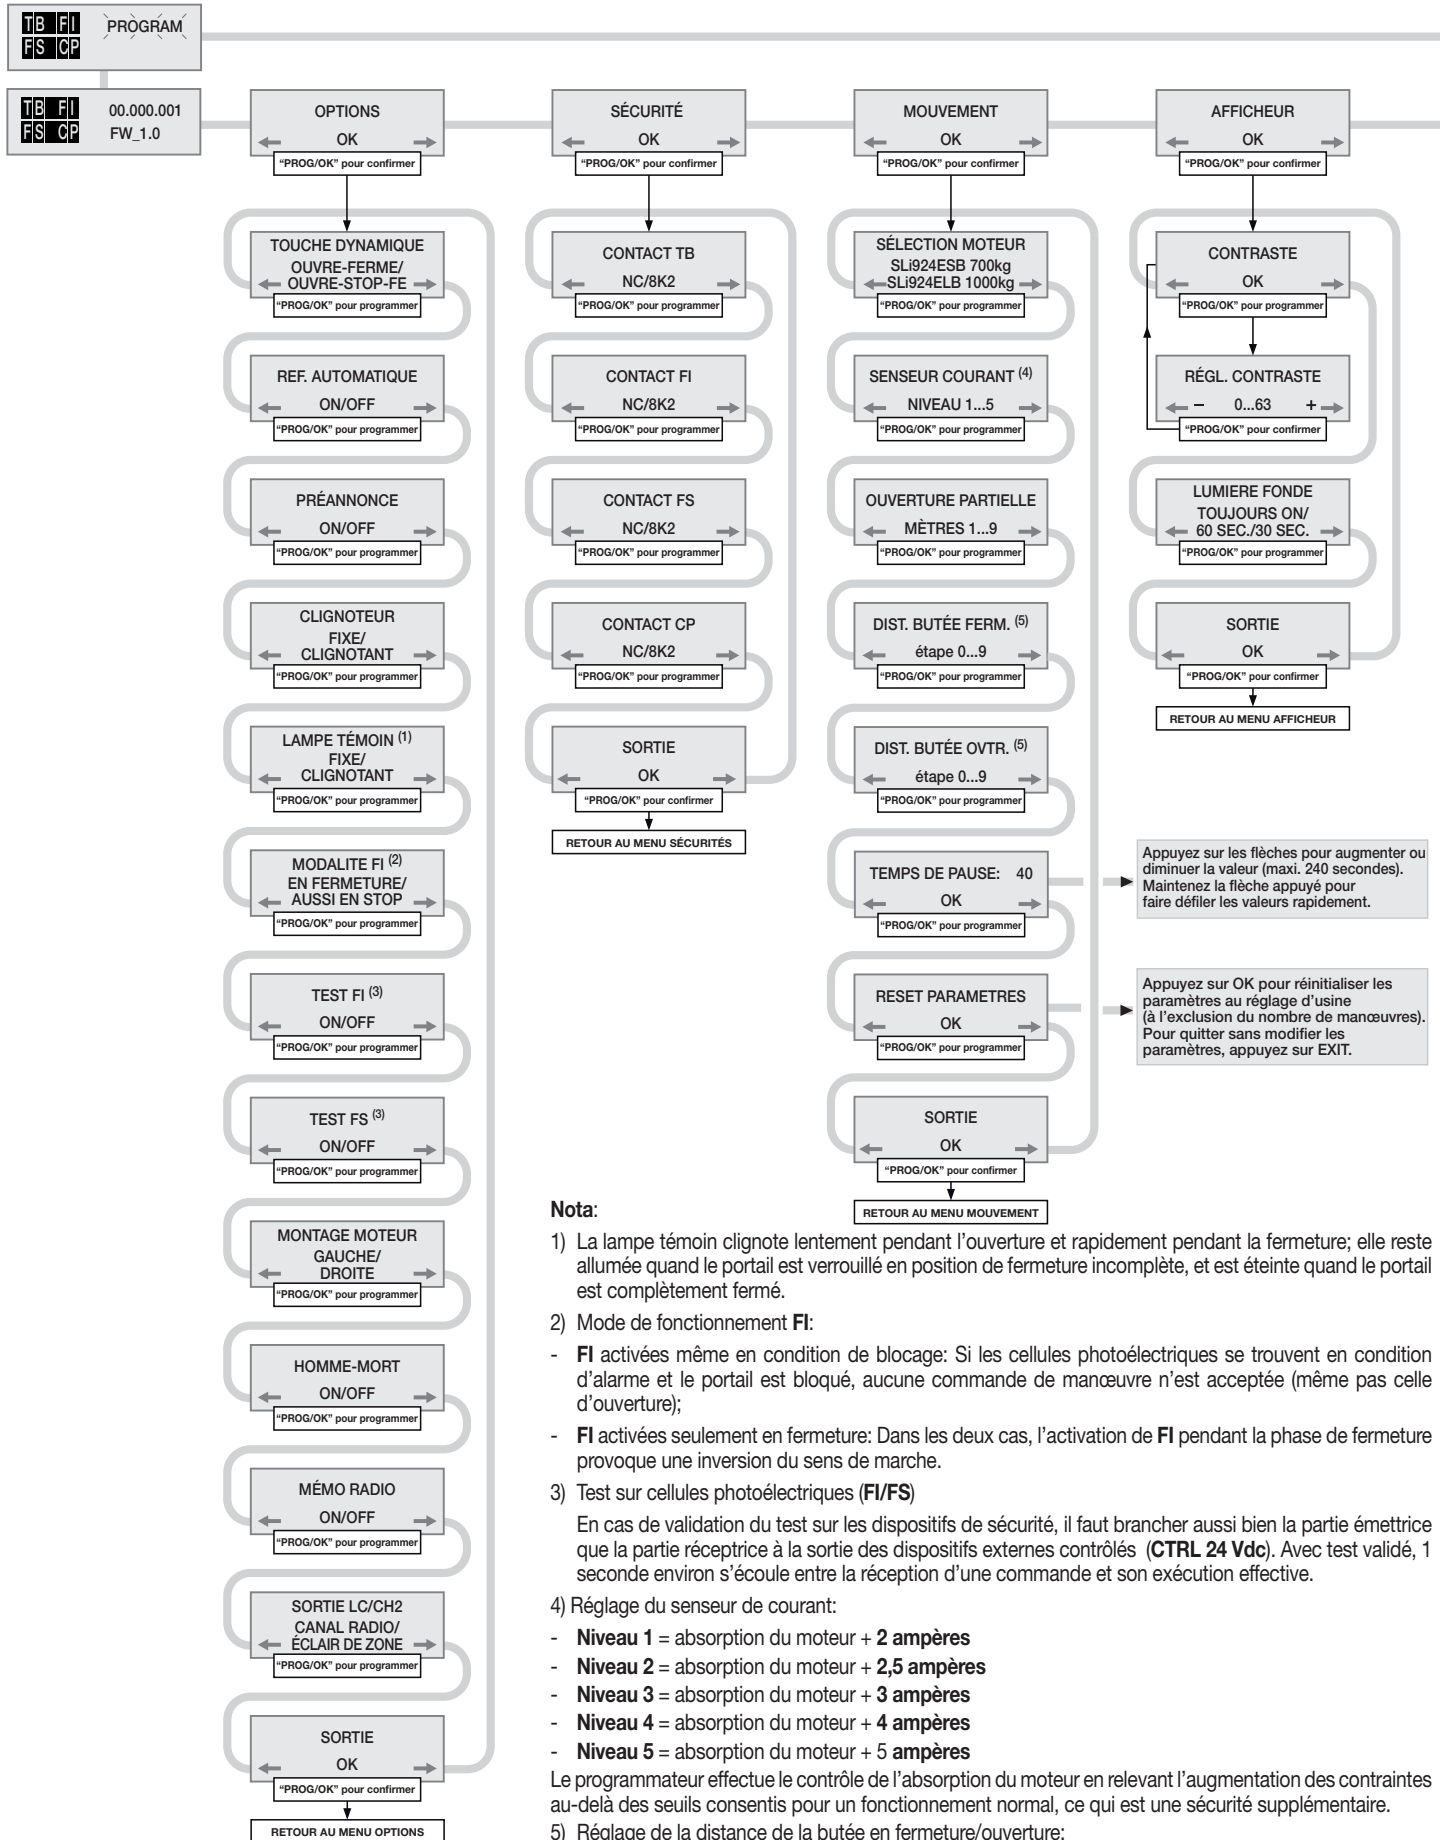 TB FI
FS CP
PROGRAM
TB FI
FS CP
00.000.001
FW_1.0
OPTIONS
OK
“PROG/OK” pour confirmer
TOUCHE DYNAMIQUE
OUVRE-FERME/
OUVRE-STOP-FE
“PROG/OK” pour programmer
REF. AUTOMATIQUE
ON/OFF
“PROG/OK” pour programmer
PRÉANNONCE
ON/OFF
“PROG/OK” pour programmer
CLIGNOTEUR
FIXE/
CLIGNOTANT
“PROG/OK” pour programmer
LAMPE TÉMOIN (1)
FIXE/
CLIGNOTANT
“PROG/OK” pour programmer
MODALITE FI (2)
EN FERMETURE/
AUSSI EN STOP
“PROG/OK” pour programmer
TEST FI (3)
ON/OFF
“PROG/OK” pour programmer
TEST FS (3)
ON/OFF
“PROG/OK” pour programmer
MONTAGE MOTEUR
GAUCHE/
DROITE
“PROG/OK” pour programmer
HOMME-MORT
ON/OFF
“PROG/OK” pour programmer
MÉMO RADIO
ON/OFF
“PROG/OK” pour programmer
SORTIE LC/CH2
CANAL RADIO/
ÉCLAIR DE ZONE
“PROG/OK” pour programmer
SORTIE
OK
“PROG/OK” pour confirmer
RETOUR AU MENU OPTIONS
SÉCURITÉ
OK
“PROG/OK” pour confirmer
CONTACT TB
NC/8K2
“PROG/OK” pour programmer
CONTACT FI
NC/8K2
“PROG/OK” pour programmer
CONTACT FS
NC/8K2
“PROG/OK” pour programmer
CONTACT CP
NC/8K2
“PROG/OK” pour programmer
SORTIE
OK
“PROG/OK” pour confirmer
RETOUR AU MENU SÉCURITÉS
MOUVEMENT
OK
“PROG/OK” pour confirmer
SÉLECTION MOTEUR
SLi924ESB 700kg
SLi924ELB 1000kg
“PROG/OK” pour programmer
SENSEUR COURANT (4)
NIVEAU 1...5
“PROG/OK” pour programmer
OUVERTURE PARTIELLE
MÈTRES 1...9
“PROG/OK” pour programmer
DIST. BUTÉE FERM. (5)
étape 0...9
“PROG/OK” pour programmer
DIST. BUTÉE OVTR. (5)
étape 0...9
“PROG/OK” pour programmer
TEMPS DE PAUSE: 40
OK
“PROG/OK” pour programmer
RESET PARAMETRES
OK
“PROG/OK” pour programmer
SORTIE
OK
“PROG/OK” pour confirmer
RETOUR AU MENU MOUVEMENT
AFFICHEUR
OK
“PROG/OK” pour confirmer
CONTRASTE
OK
“PROG/OK” pour programmer
RÉGL. CONTRASTE
– 0...63 +
“PROG/OK” pour confirmer
LUMIERE FONDE
TOUJOURS ON/
60 SEC./30 SEC.
“PROG/OK” pour programmer
SORTIE
OK
“PROG/OK” pour confirmer
RETOUR AU MENU AFFICHEUR
Appuyez sur les flèches pour augmenter ou
diminuer la valeur (maxi. 240 secondes).
Maintenez la flèche appuyé pour
faire défiler les valeurs rapidement.
Appuyez sur OK pour réinitialiser les
paramètres au réglage d’usine
(à l’exclusion du nombre de manœuvres).
Pour quitter sans modifier les
paramètres, appuyez sur EXIT.
Nota:
1) La lampe témoin clignote lentement pendant l’ouverture et rapidement pendant la fermeture; elle reste
allumée quand le portail est verrouillé en position de fermeture incomplète, et est éteinte quand le portail
est complètement fermé.
2) Mode de fonctionnement FI:
- FI activées même en condition de blocage: Si les cellules photoélectriques se trouvent en condition
d’alarme et le portail est bloqué, aucune commande de manœuvre n’est acceptée (même pas celle
d’ouverture);
- FI activées seulement en fermeture: Dans les deux cas, l’activation de FI pendant la phase de fermeture
provoque une inversion du sens de marche.
3) Test sur cellules photoélectriques (FI/FS)
En cas de validation du test sur les dispositifs de sécurité, il faut brancher aussi bien la partie émettrice
que la partie réceptrice à la sortie des dispositifs externes contrôlés (CTRL 24 Vdc). Avec test validé, 1
seconde environ s’écoule entre la réception d’une commande et son exécution effective.
4) Réglage du senseur de courant:
- Niveau 1 = absorption du moteur + 2 ampères
- Niveau 2 = absorption du moteur + 2,5 ampères
- Niveau 3 = absorption du moteur + 3 ampères
- Niveau 4 = absorption du moteur + 4 ampères
- Niveau 5 = absorption du moteur + 5 ampères
Le programmateur effectue le contrôle de l’absorption du moteur en relevant l’augmentation des contraintes
au-delà des seuils consentis pour un fonctionnement normal, ce qui est une sécurité supplémentaire.
5) Réglage de la distance de la butée en fermeture/ouverture: